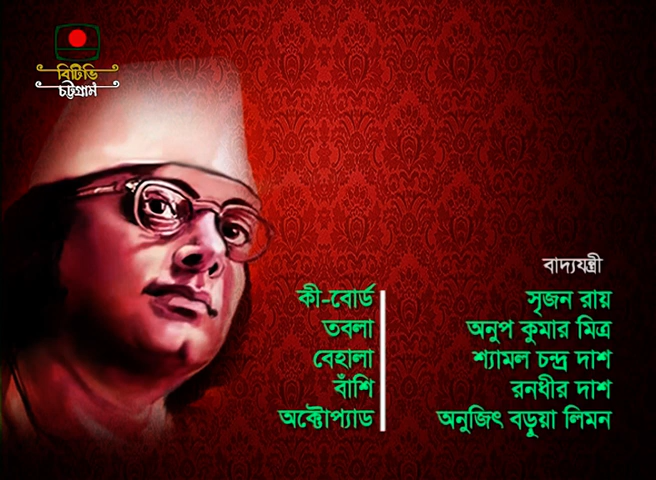 বিটিভি
চট্টগ্রাম
বাদ্যযন্ত্রী
কী-বোর্ড সৃজন রায়
তবলা অনুপ কুমার মিত্র
বেহালা শ্যামল চন্দ্র দাশ
বাঁশি রনধীর দাশ
অক্টোপ্যাড অনুজিৎ বড়ুয়া লিমন